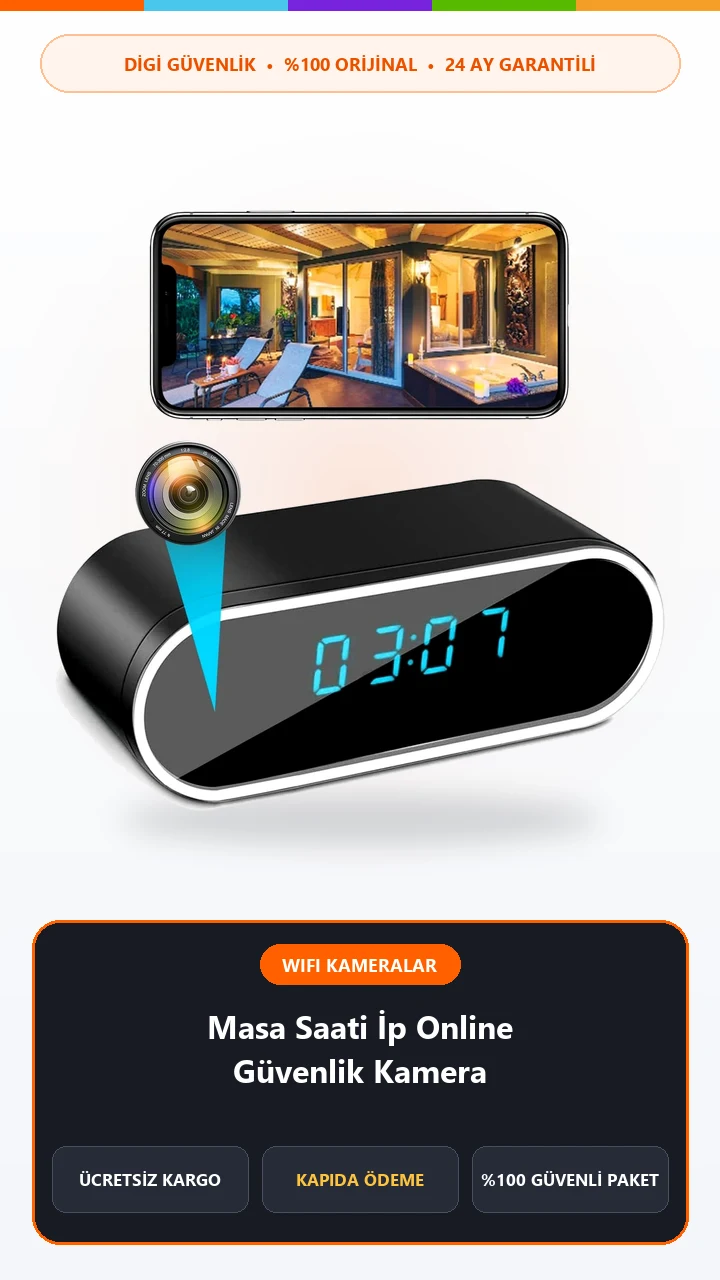 DİGİ GÜVENLİK • %100 ORİJİNAL • 24 AY GARANTİLİ
03:07
WIFI KAMERALAR
Masa Saati İp Online
Güvenlik Kamera
ÜCRETSİZ KARGO
KAPIDA ÖDEME
%100 GÜVENLİ PAKET